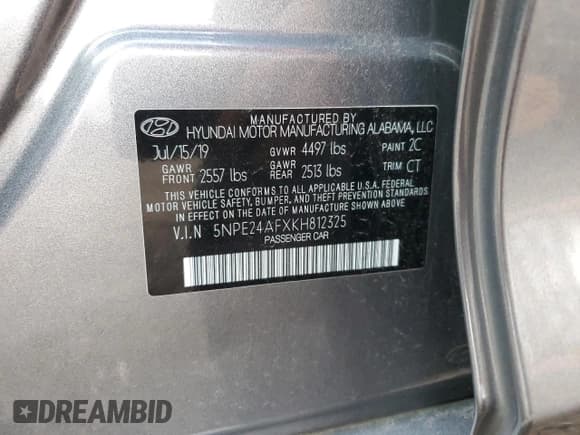 MANUFACTURED BY
HYUNDAI MOTOR MANUFACTURING ALABAMA, LLC
Jul/15/19 GVWR 4497 lbs PAINT 2C
GAWR FRONT 2557 lbs GAWR REAR 2513 lbs TRIM CT
THIS VEHICLE CONFORMS TO ALL APPLICABLE U.S.A. FEDERAL
MOTOR VEHICLE SAFETY, BUMPER, AND THEFT PREVENTION
STANDARDS IN EFFECT ON THE DATE OF MANUFACTURE SHOWN ABOVE.
V.I.N 5NPE24AFXKH812325
PASSENGER CAR
DREAMBID